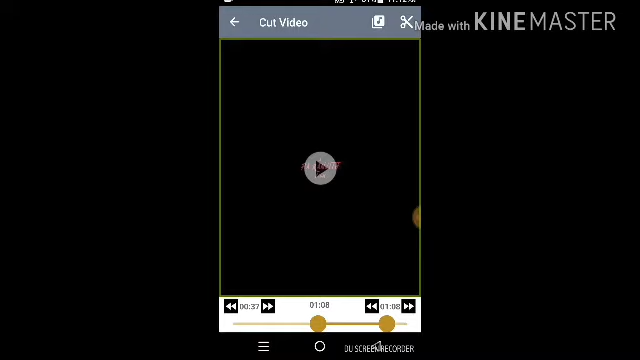 Cut Video
Made with KINEMASTER
00:37
01:08
01:08
DU SCREEN RECORDER